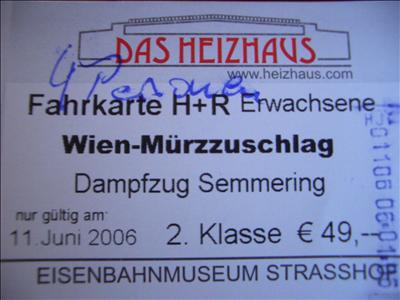 DAS HEIZHAUS
www.heizhaus.com
4 Personen
Fahrkarte H+R Erwachsene
Wien-Mürzzuschlag
Dampfzug Semmering
nur gültig am:
11.Juni 2006 2. Klasse € 49,--
EISENBAHNMUSEUM STRASSHOF